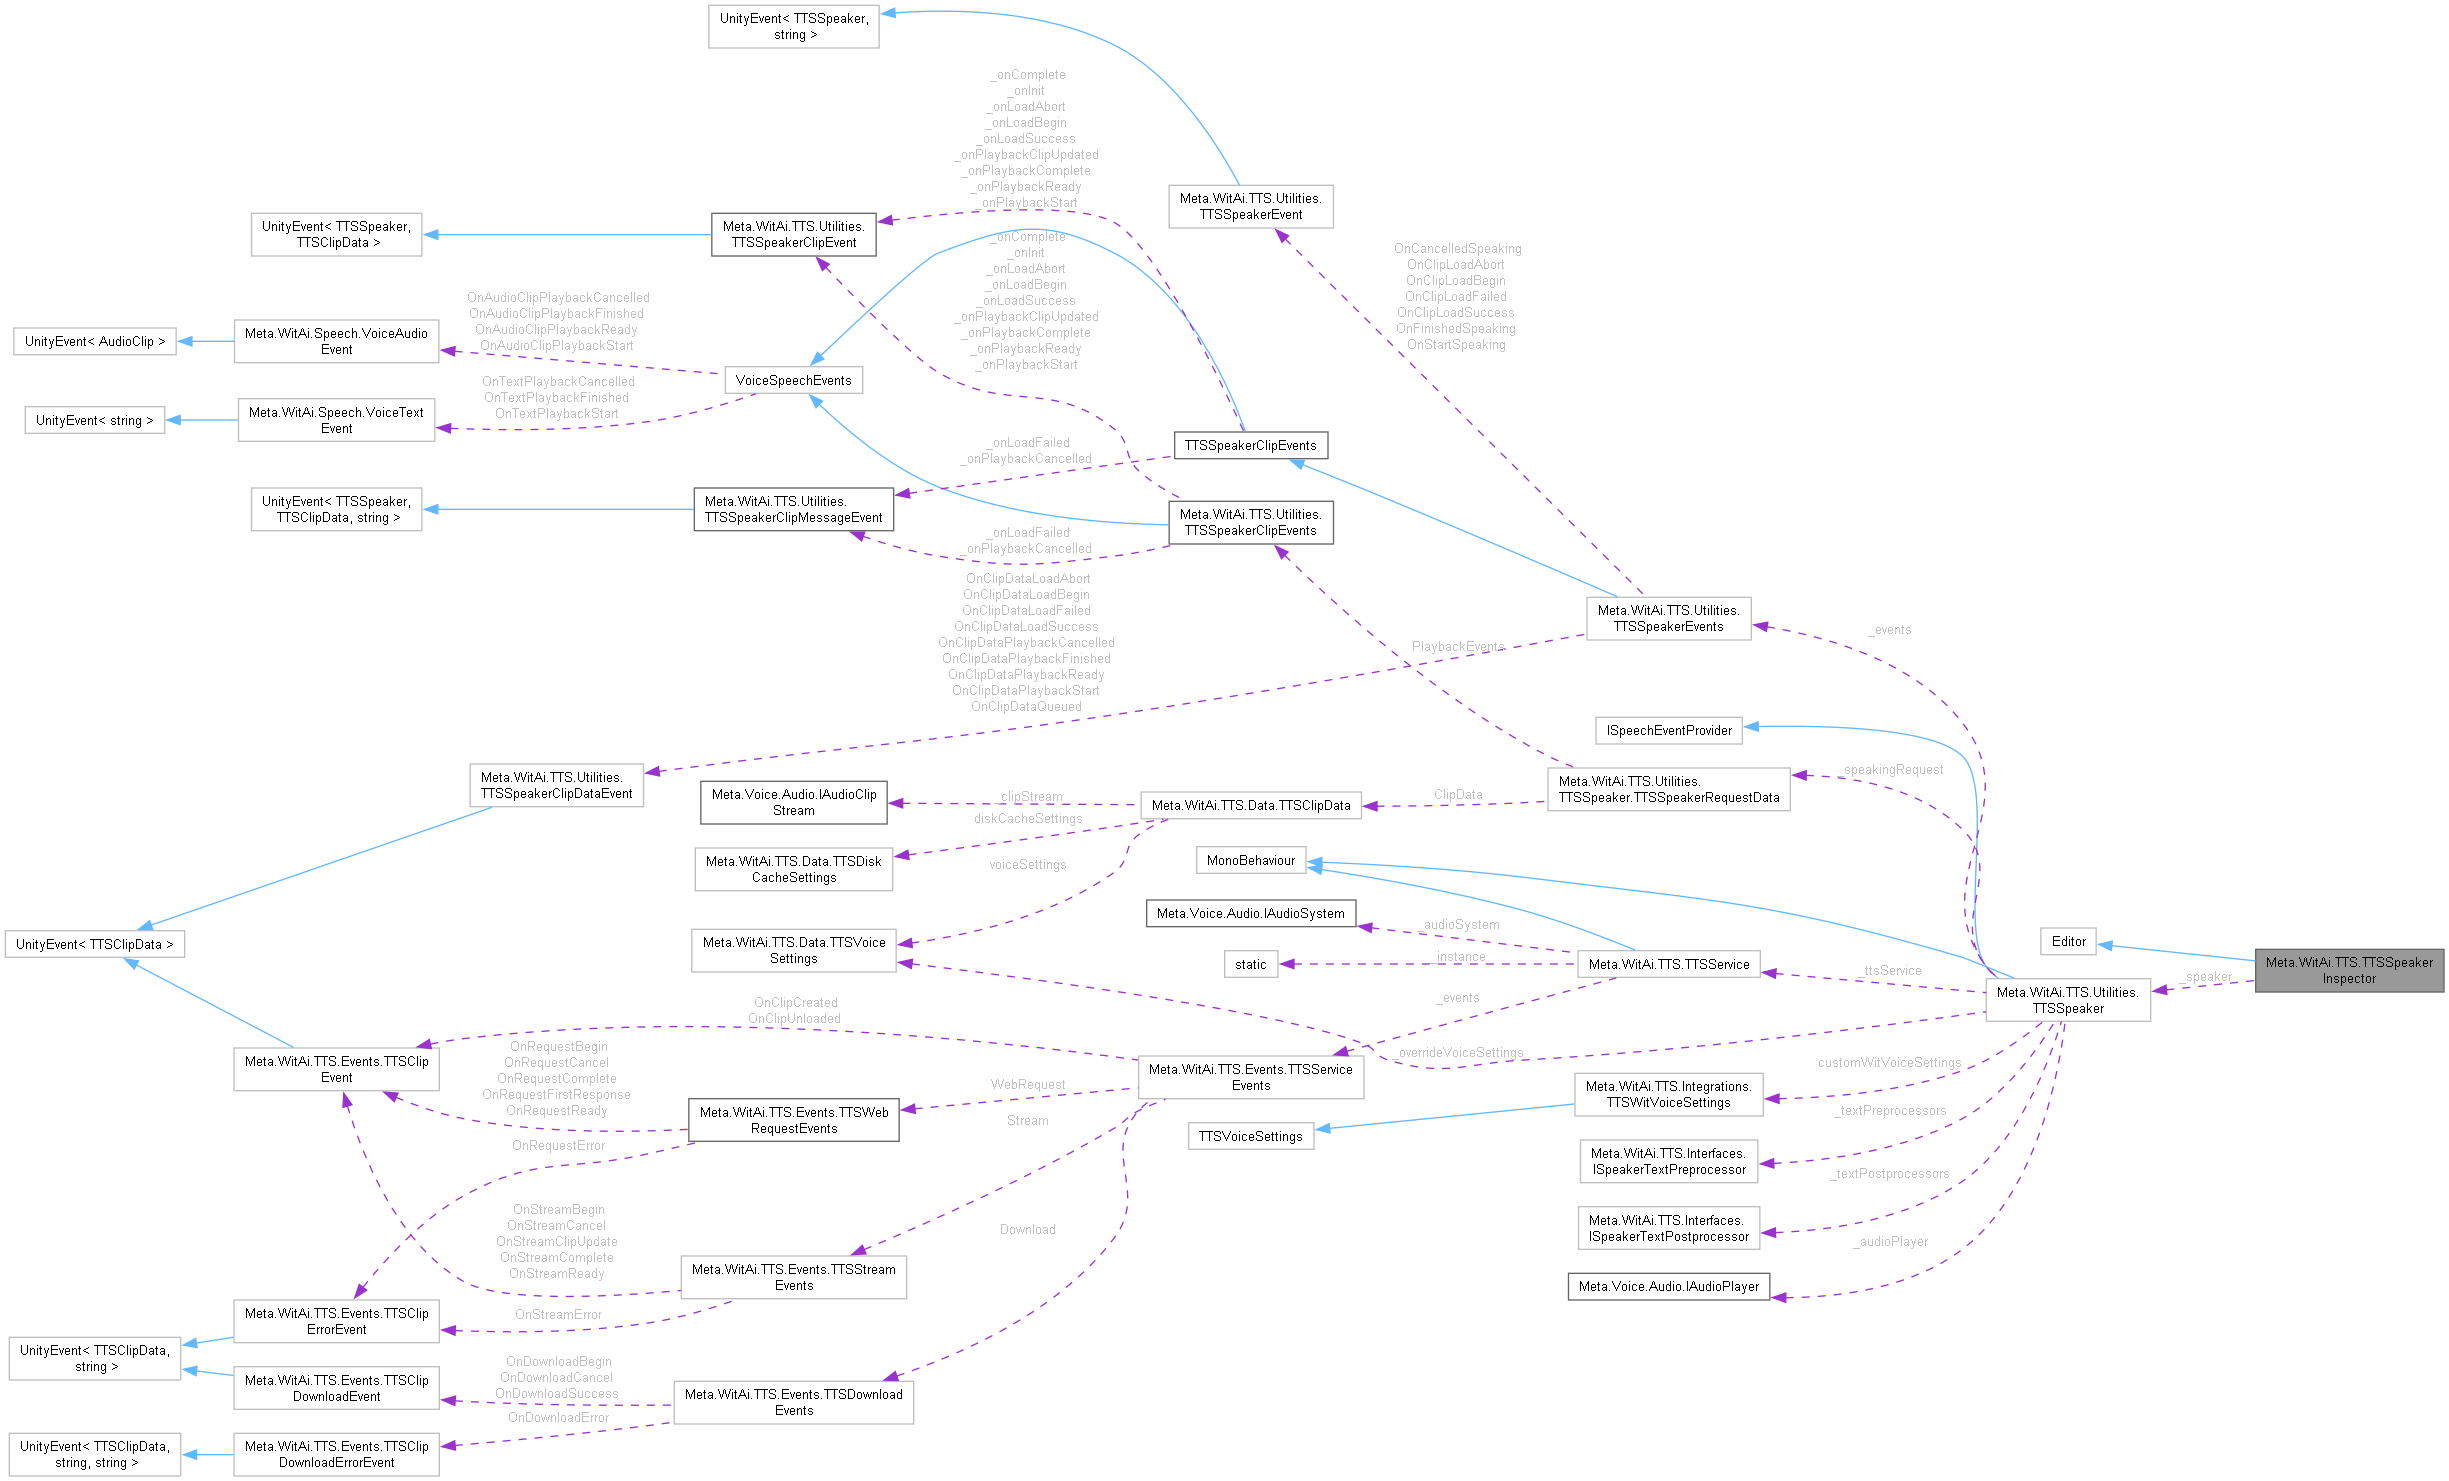 UnityEvent< TTSSpeaker,
string >
_onComplete
_onInit
_onLoadAbort
_onLoadBegin
_onLoadSuccess
_onPlaybackClipUpdated
_onPlaybackComplete
_onPlaybackReady
_onPlaybackStart
Meta.WitAi.TTS.Utilities.
TTSSpeakerEvent
UnityEvent< TTSSpeaker,
TTSClipData >
Meta.WitAi.TTS.Utilities.
TTSSpeakerClipEvent
_onComplete
_onInit
_onLoadAbort
_onLoadBegin
_onLoadSuccess
_onPlaybackClipUpdated
_onPlaybackComplete
_onPlaybackReady
_onPlaybackStart
OnCancelledSpeaking
OnClipLoadAbort
OnClipLoadBegin
OnClipLoadFailed
OnClipLoadSuccess
OnFinishedSpeaking
OnStartSpeaking
OnAudioClipPlaybackCancelled
OnAudioClipPlaybackFinished
OnAudioClipPlaybackReady
OnAudioClipPlaybackStart
UnityEvent< AudioClip >
Meta.WitAi.Speech.VoiceAudio
Event
VoiceSpeechEvents
OnTextPlaybackCancelled
OnTextPlaybackFinished
OnTextPlaybackStart
UnityEvent< string >
Meta.WitAi.Speech.VoiceText
Event
_onLoadFailed
_onPlaybackCancelled
TTSSpeakerClipEvents
UnityEvent< TTSSpeaker,
TTSClipData, string >
Meta.WitAi.TTS.Utilities.
TTSSpeakerClipMessageEvent
Meta.WitAi.TTS.Utilities.
TTSSpeakerClipEvents
_onLoadFailed
_onPlaybackCancelled
OnClipDataLoadAbort
OnClipDataLoadBegin
OnClipDataLoadFailed
OnClipDataLoadSuccess
OnClipDataPlaybackCancelled
OnClipDataPlaybackFinished
OnClipDataPlaybackReady
OnClipDataPlaybackStart
OnClipDataQueued
PlaybackEvents
Meta.WitAi.TTS.Utilities.
TTSSpeakerEvents
_events
ISpeechEventProvider
Meta.WitAi.TTS.Utilities.
TTSSpeakerClipDataEvent
Meta.Voice.Audio.IAudioClip
Stream
clipStream
diskCacheSettings
voiceSettings
Meta.WitAi.TTS.Data.TTSClipData
ClipData
Meta.WitAi.TTS.Utilities.
TTSSpeaker.TTSSpeakerRequestData
speakingRequest
Meta.WitAi.TTS.Data.TTSDisk
CacheSettings
MonoBehaviour
Meta.Voice.Audio.IAudioSystem
_audioSystem
UnityEvent< TTSClipData >
Meta.WitAi.TTS.Data.TTSVoice
Settings
static
_instance
Meta.WitAi.TTS.TTSService
_ttsService
Editor
Meta.WitAi.TTS.TTSSpeaker
Inspector
_speaker
Meta.WitAi.TTS.Utilities.
TTSSpeaker
_events
OnClipCreated
OnClipUnloaded
_overrideVoiceSettings
Meta.WitAi.TTS.Events.TTSClip
Event
OnRequestBegin
OnRequestCancel
OnRequestComplete
OnRequestFirstResponse
OnRequestReady
Meta.WitAi.TTS.Events.TTSService
Events
WebRequest
Stream
customWitVoiceSettings
Meta.WitAi.TTS.Integrations.
TTSWitVoiceSettings
Meta.WitAi.TTS.Events.TTSWeb
RequestEvents
TTSVoiceSettings
_textPreprocessors
OnRequestError
Meta.WitAi.TTS.Interfaces.
ISpeakerTextPreprocessor
_textPostprocessors
OnStreamBegin
OnStreamCancel
OnStreamClipUpdate
OnStreamComplete
OnStreamReady
Download
Meta.WitAi.TTS.Interfaces.
ISpeakerTextPostprocessor
_audioPlayer
Meta.WitAi.TTS.Events.TTSStream
Events
Meta.Voice.Audio.IAudioPlayer
OnStreamError
Meta.WitAi.TTS.Events.TTSClip
ErrorEvent
UnityEvent< TTSClipData,
string >
OnDownloadBegin
OnDownloadCancel
OnDownloadSuccess
Meta.WitAi.TTS.Events.TTSClip
DownloadEvent
Meta.WitAi.TTS.Events.TTSDownload
Events
OnDownloadError
UnityEvent< TTSClipData,
string, string >
Meta.WitAi.TTS.Events.TTSClip
DownloadErrorEvent